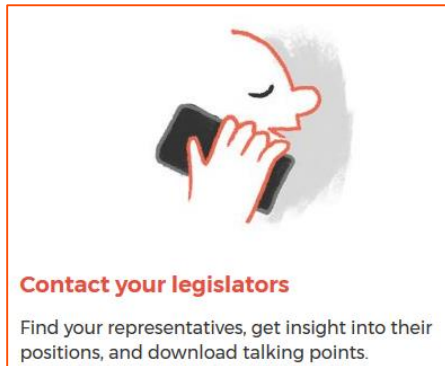 Contact your legislators
Find your representatives, get insight into their
positions, and download talking points.